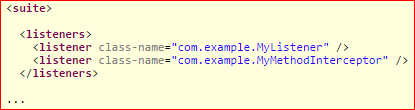 <suite>
<listeners>
<listener class-name="com.example.MyListener" />
<listener class-name="com.example.MyMethodInterceptor" />
</listeners>
...